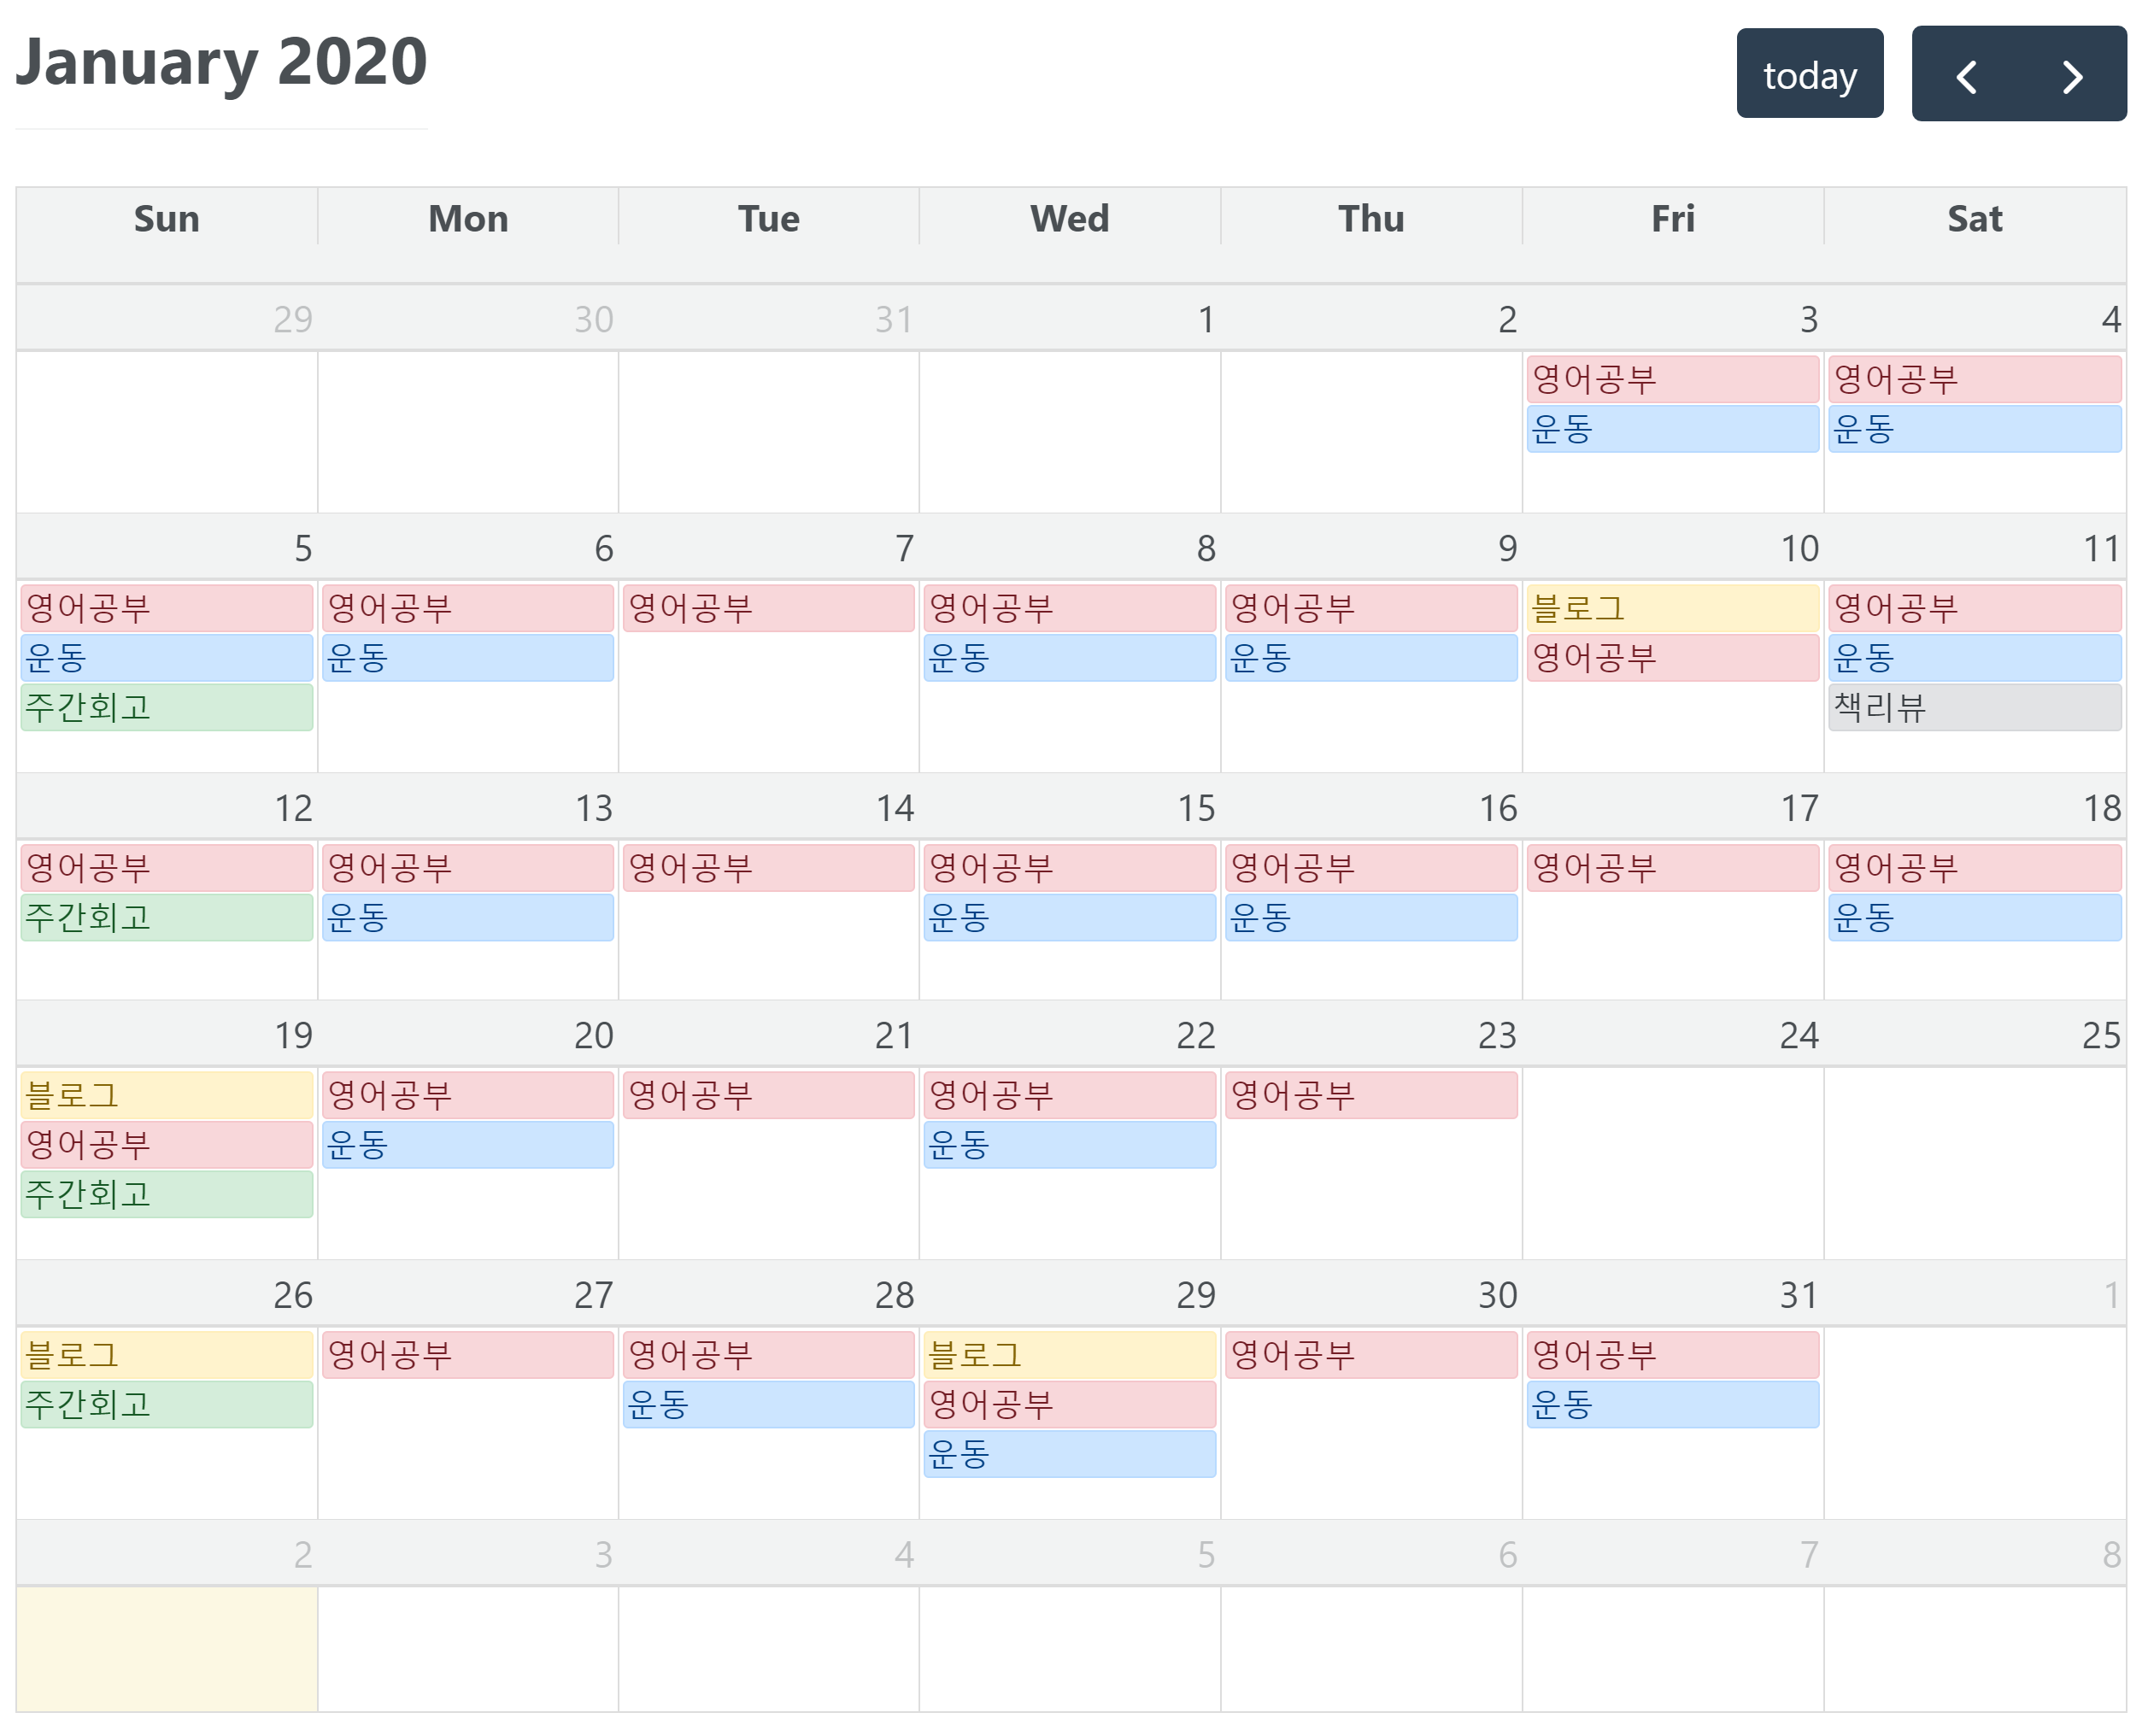 January 2020
today
Sun Mon Tue Wed Thu Fri Sat
29 30 31 1 2 3 4
영어공부 영어공부
운동 운동
5 6 7 8 9 10 11
영어공부 영어공부 영어공부 영어공부 영어공부 블로그 영어공부
운동 운동 운동 운동 영어공부 운동
주간회고 책리뷰
12 13 14 15 16 17 18
영어공부 영어공부 영어공부 영어공부 영어공부 영어공부 영어공부
주간회고 운동 운동 운동 운동
19 20 21 22 23 24 25
블로그 영어공부 영어공부 영어공부 영어공부
영어공부 운동 운동
주간회고
26 27 28 29 30 31 1
블로그 영어공부 영어공부 블로그 영어공부 영어공부
주간회고 운동 영어공부 운동
운동
2 3 4 5 6 7 8